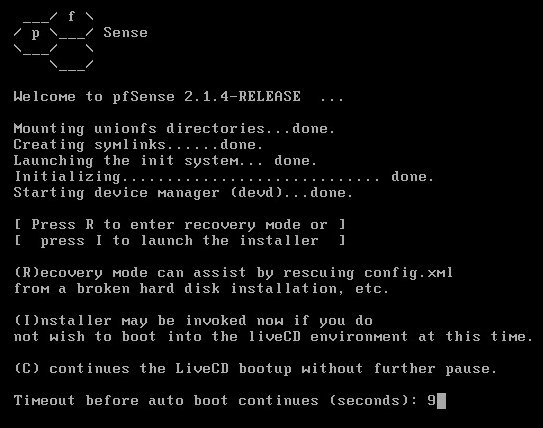 ___/ f \
/ p \___/ Sense
\___/   \
    \___/

Welcome to pfSense 2.1.4-RELEASE  ...

Mounting unionfs directories...done.
Creating symlinks......done.
Launching the init system... done.
Initializing............................ done.
Starting device manager (devd)...done.

[ Press R to enter recovery mode or ]
[  press I to launch the installer  ]

(R)ecovery mode can assist by rescuing config.xml
from a broken hard disk installation, etc.

(I)nstaller may be invoked now if you do
not wish to boot into the liveCD environment at this time.

(C) continues the LiveCD bootup without further pause.

Timeout before auto boot continues (seconds): 9